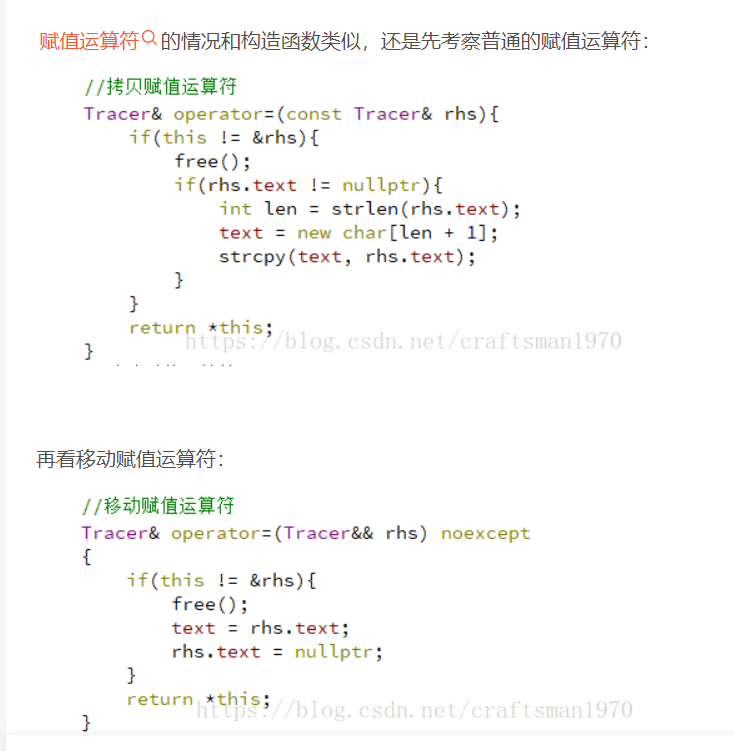 赋值运算符的情况和构造函数类似，还是先考察普通的赋值运算符：
//拷贝赋值运算符
Tracer& operator=(const Tracer& rhs){
if(this != &rhs){
free();
if(rhs.text != nullptr){
int len = strlen(rhs.text);
text = new char[len + 1];
strcpy(text, rhs.text);
}
}
return *this;
https://blog.csdn.net/craftsman1970
}
再看移动赋值运算符：
//移动赋值运算符
Tracer& operator=(Tracer&& rhs) noexcept
{
if(this != &rhs){
free();
text = rhs.text;
rhs.text = nullptr;
}
return *this;
https://blog.csdn.net/craftsman1970
}